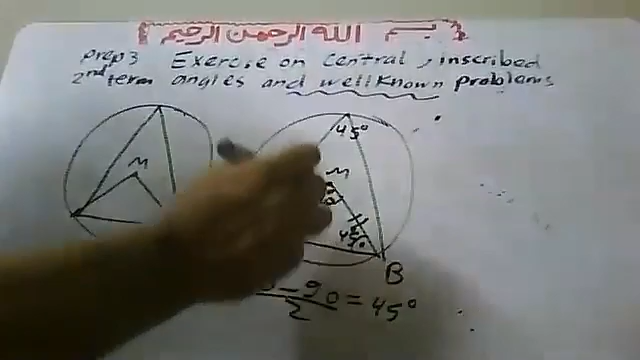 بسم الله الرحمن الرحيم
prep3 Exercise on central, inscribed
2nd term angles and wellknown problems
M
45°
M
45°
B
- 90 = 45°
2